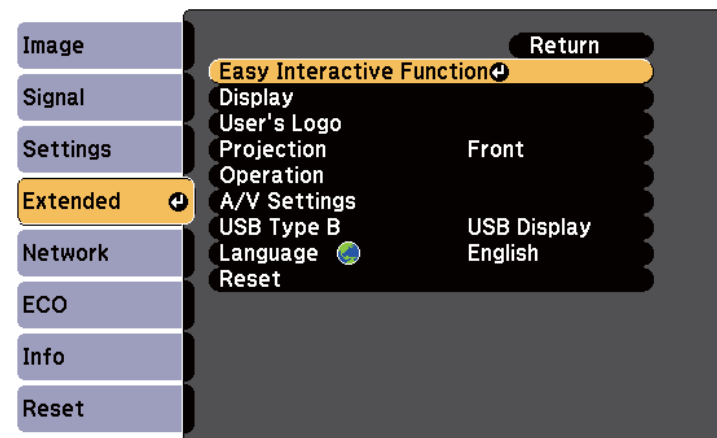 Image
Signal
Settings
Extended
Network
ECO
Info
Reset
Return
Easy Interactive Function
Display
User's Logo
Projection Front
Operation
A/V Settings
USB Type B USB Display
Language English
Reset